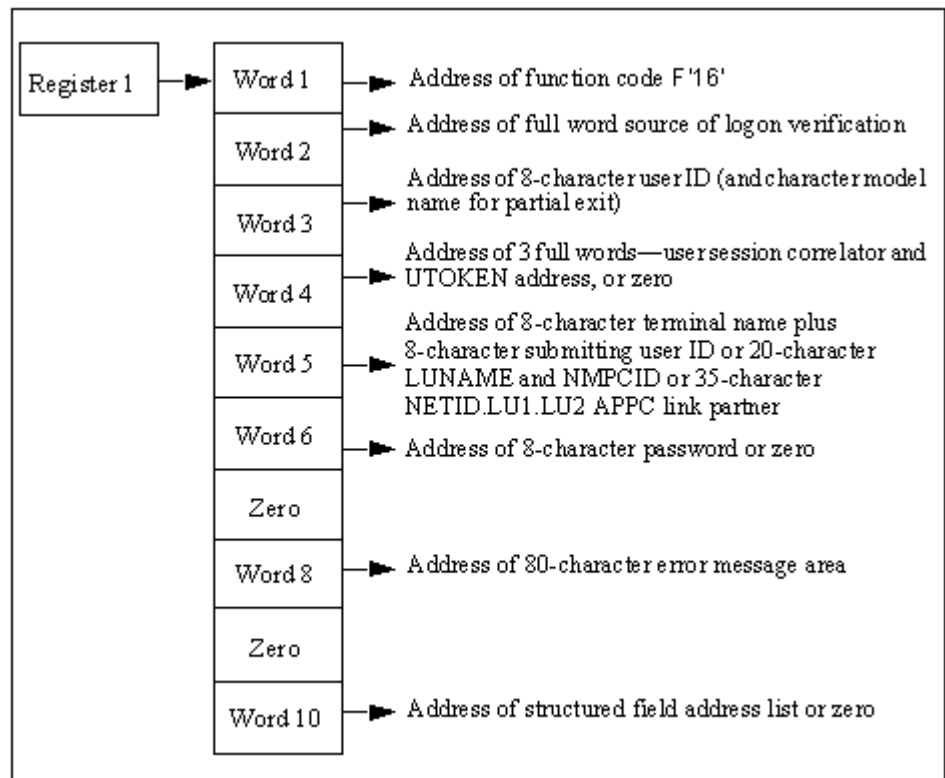 Register 1
Word 1
Address of function code F'16'
Word 2
Address of full word source of logon verification
Word 3
Address of 8-character user ID (and character model
name for partial exit)
Word 4
Address of 3 full words—user session correlator and
UTOKEN address, or zero
Word 5
Address of 8-character terminal name plus
8-character submitting user ID or 20-character
LUNAME and NMPCID or 35-character
NETID.LU1.LU2 APPC link partner
Word 6
Address of 8-character password or zero
Zero
Word 8
Address of 80-character error message area
Zero
Word 10
Address of structured field address list or zero